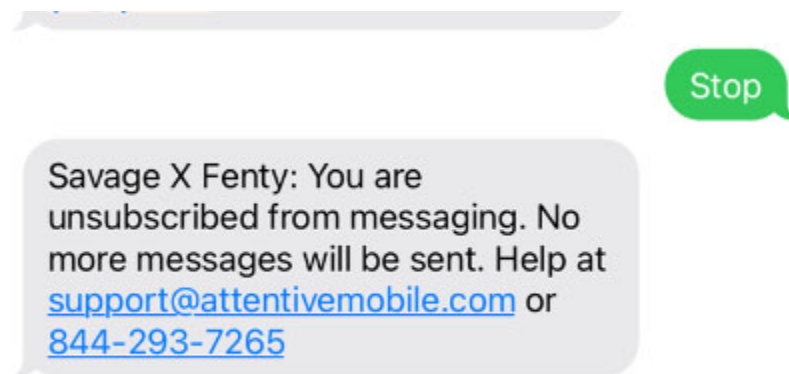 Stop
Savage X Fenty: You are
unsubscribed from messaging. No
more messages will be sent. Help at
support@attentivemobile.com or
844-293-7265